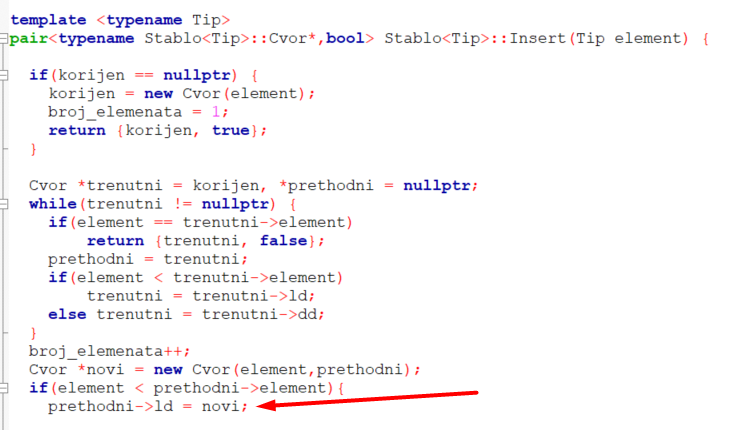 template <typename Tip>
pair<typename Stablo<Tip>::Cvor*,bool> Stablo<Tip>::Insert(Tip element) {
if(korijen == nullptr) {
korijen = new Cvor(element);
broj_elemenata = 1;
return {korijen, true};
}
Cvor *trenutni = korijen, *prethodni = nullptr;
while(trenutni != nullptr) {
if(element == trenutni->element)
return {trenutni, false};
prethodni = trenutni;
if(element < trenutni->element)
trenutni = trenutni->ld;
else trenutni = trenutni->dd;
}
broj_elemenata++;
Cvor *novi = new Cvor(element,prethodni);
if(element < prethodni->element){
prethodni->ld = novi;